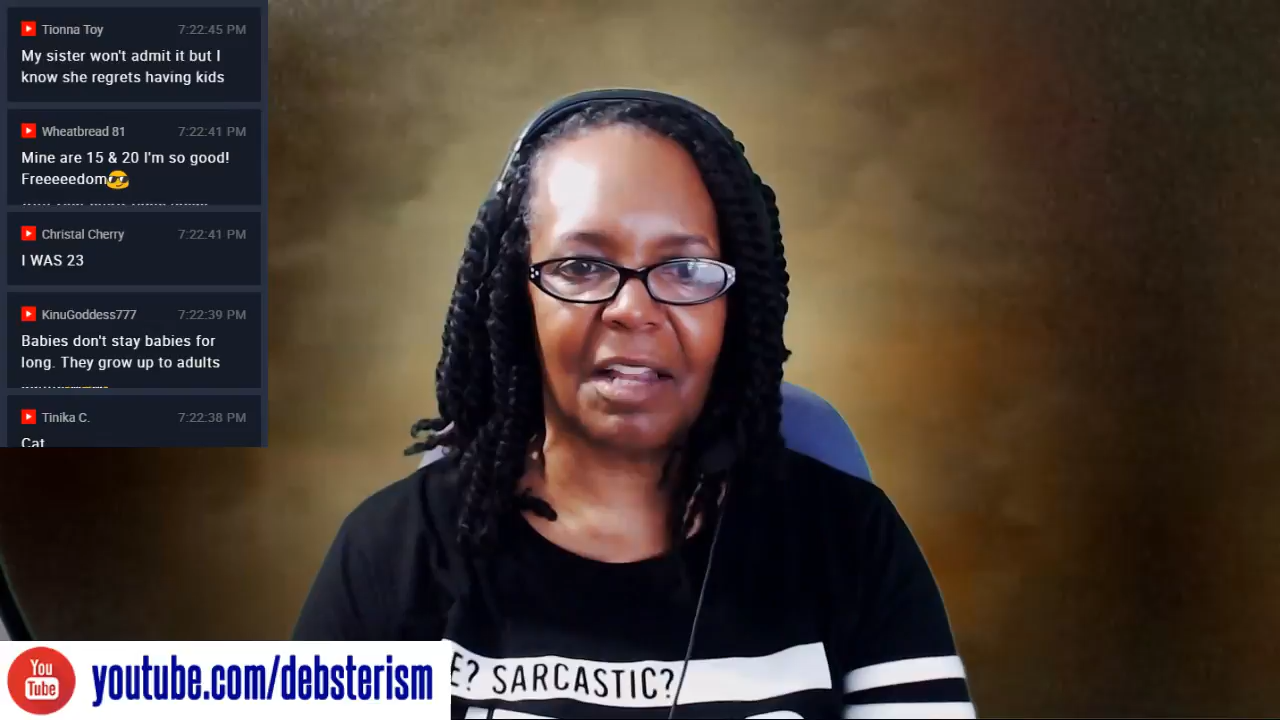 Tionna Toy 7:22:45 PM
My sister won't admit it but I
know she regrets having kids
Wheatbread 81 7:22:41 PM
Mine are 15 & 20 I'm so good!
Freeeeedom😎
Christal Cherry 7:22:41 PM
I WAS 23
KinuGoddess777 7:22:39 PM
Babies don't stay babies for
long. They grow up to adults
Tinika C. 7:22:38 PM
Cat
E? SARCASTIC?
You
Tube
youtube.com/debsterism